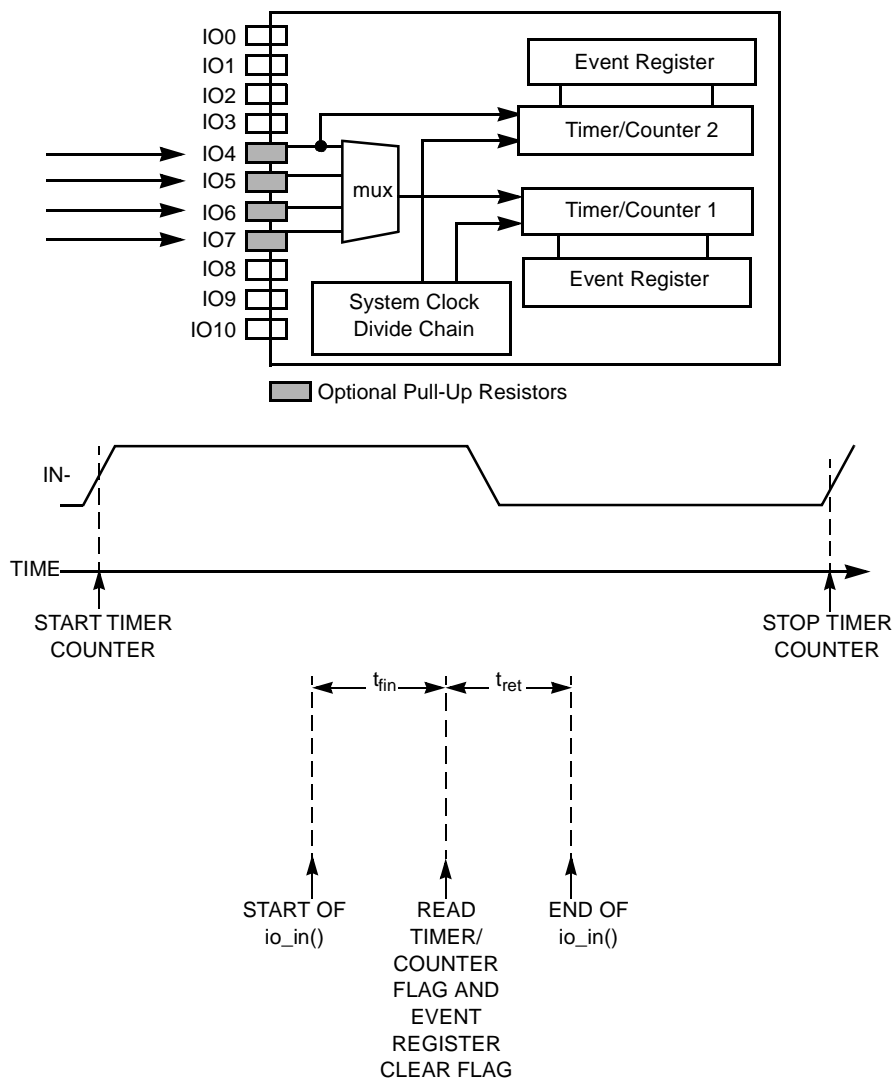 IO0
IO1
IO2
IO3
IO4
IO5
IO6
IO7
IO8
IO9
IO10
mux
Event Register
Timer/Counter 2
Timer/Counter 1
Event Register
System Clock
Divide Chain
Optional Pull-Up Resistors
IN-
TIME
START TIMER
COUNTER
STOP TIMER
COUNTER
tfin
tret
START OF
io_in()
READ
TIMER/
COUNTER
FLAG AND
EVENT
REGISTER
CLEAR FLAG
END OF
io_in()